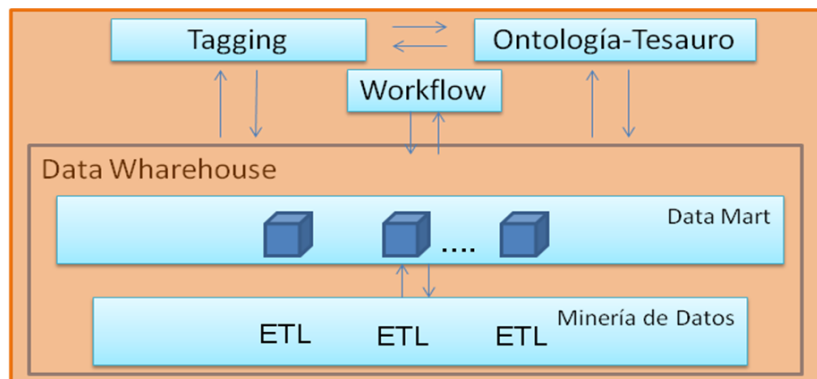 Tagging
Ontología-Tesauro
Workflow
Data Wharehouse
Data Mart
....
Minería de Datos
ETL ETL ETL